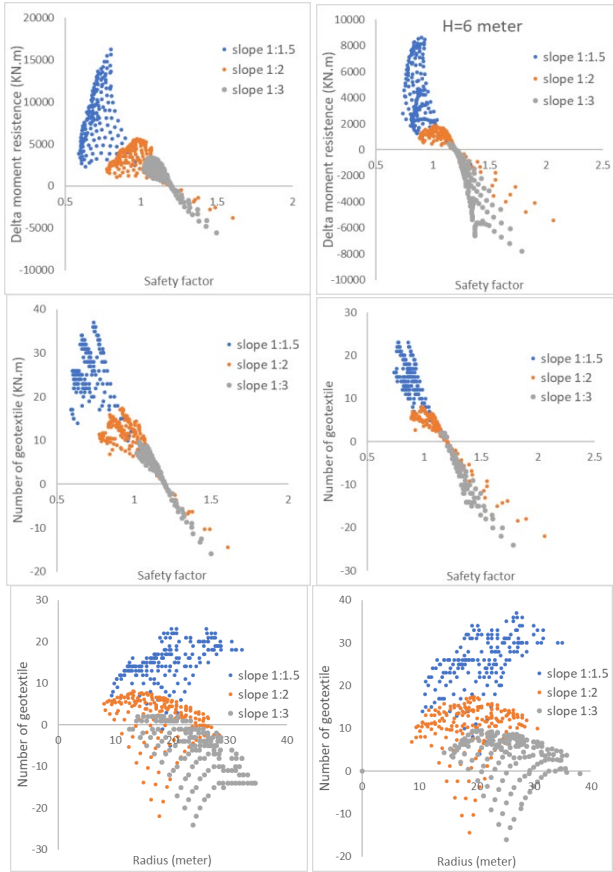 20000
15000
10000
5000
0
-5000
-10000
0.5
1
1.5
2
Delta moment resistence (KN.m)
Safety factor
slope 1:1.5
slope 1:2
slope 1:3
H=6 meter
10000
8000
6000
4000
2000
0
-2000
-4000
-6000
-8000
-10000
0.5
1
1.5
2
2.5
Delta moment resistence (KN.m)
Safety factor
slope 1:1.5
slope 1:2
slope 1:3
40
30
20
10
0
-10
-20
0.5
1
1.5
2
Number of geotextile (KN.m)
Safety factor
slope 1:1.5
slope 1:2
slope 1:3
30
20
10
0
-10
-20
-30
0.5
1
1.5
2
2.5
Number of geotextile
Safety factor
slope 1:1.5
slope 1:2
slope 1:3
30
20
10
0
-10
-20
-30
0
10
20
30
40
Number of geotextile
Radius (meter)
slope 1:1.5
slope 1:2
slope 1:3
40
30
20
10
0
-10
-20
0
10
20
30
40
Number of geotextile
Radius (meter)
slope 1:1.5
slope 1:2
slope 1:3